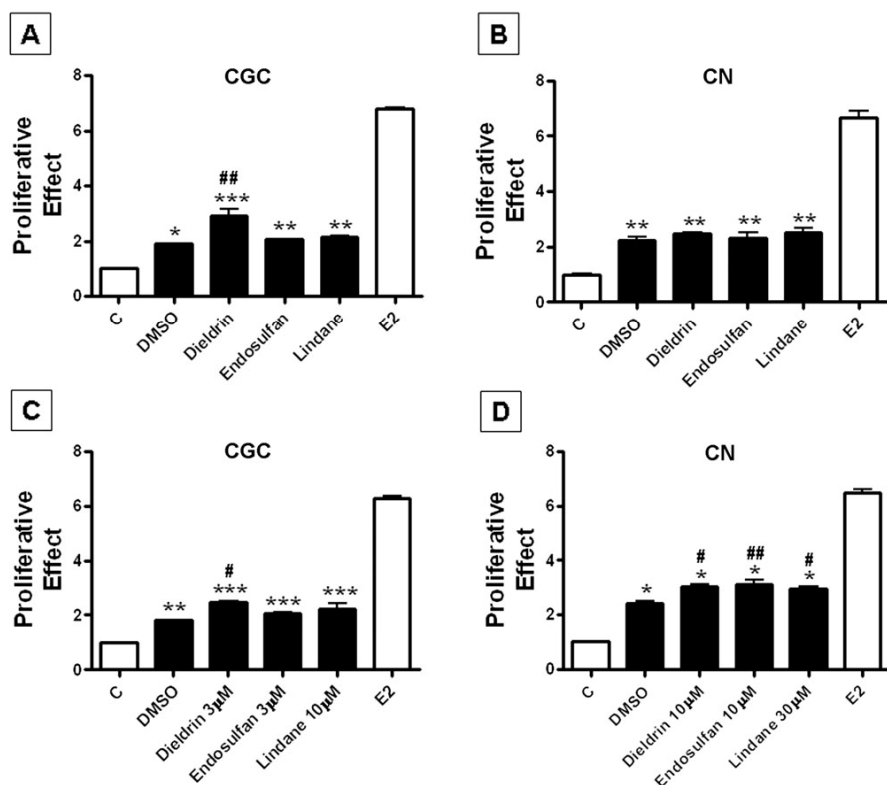 A
CGC
Proliferative
Effect
8
6
4
2
0
##
*
***
**
**
C
DMSO
Dieldrin
Endosulfan
Lindane
E2
B
CN
Proliferative
Effect
8
6
4
2
0
**
**
**
**
C
DMSO
Dieldrin
Endosulfan
Lindane
E2
C
CGC
Proliferative
Effect
8
6
4
2
0
#
**
***
***
***
C
DMSO
Dieldrin 3µM
Endosulfan 3µM
Lindane 10µM
E2
D
CN
Proliferative
Effect
8
6
4
2
0
#
##
#
*
*
*
*
C
DMSO
Dieldrin 10µM
Endosulfan 10µM
Lindane 30µM
E2